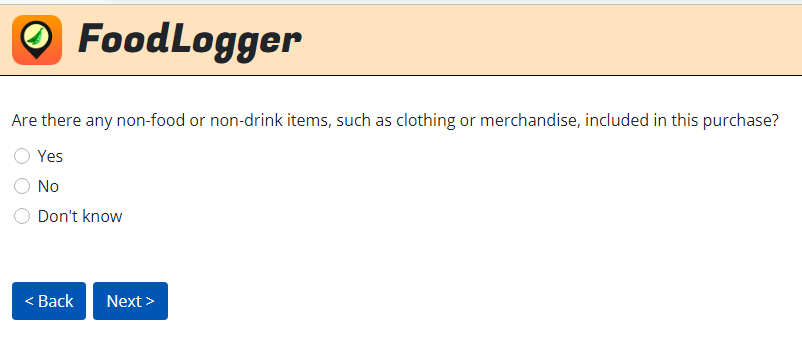 FoodLogger
Are there any non-food or non-drink items, such as clothing or merchandise, included in this purchase?
Yes
No
Don't know
< Back
Next >